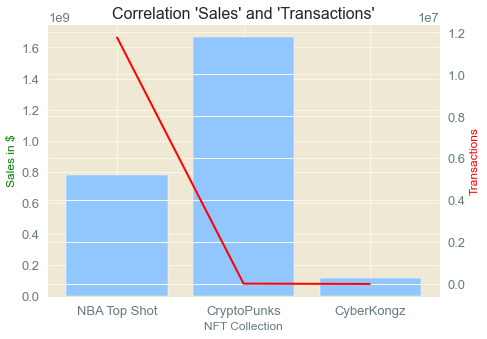 Correlation 'Sales' and 'Transactions'
1e9
1e7
1.6
1.4
1.2
1.0
0.8
0.6
0.4
0.2
0.0
Sales in $
1.2
1.0
0.8
0.6
0.4
0.2
0.0
Transactions
NBA Top Shot
CryptoPunks
CyberKongz
NFT Collection